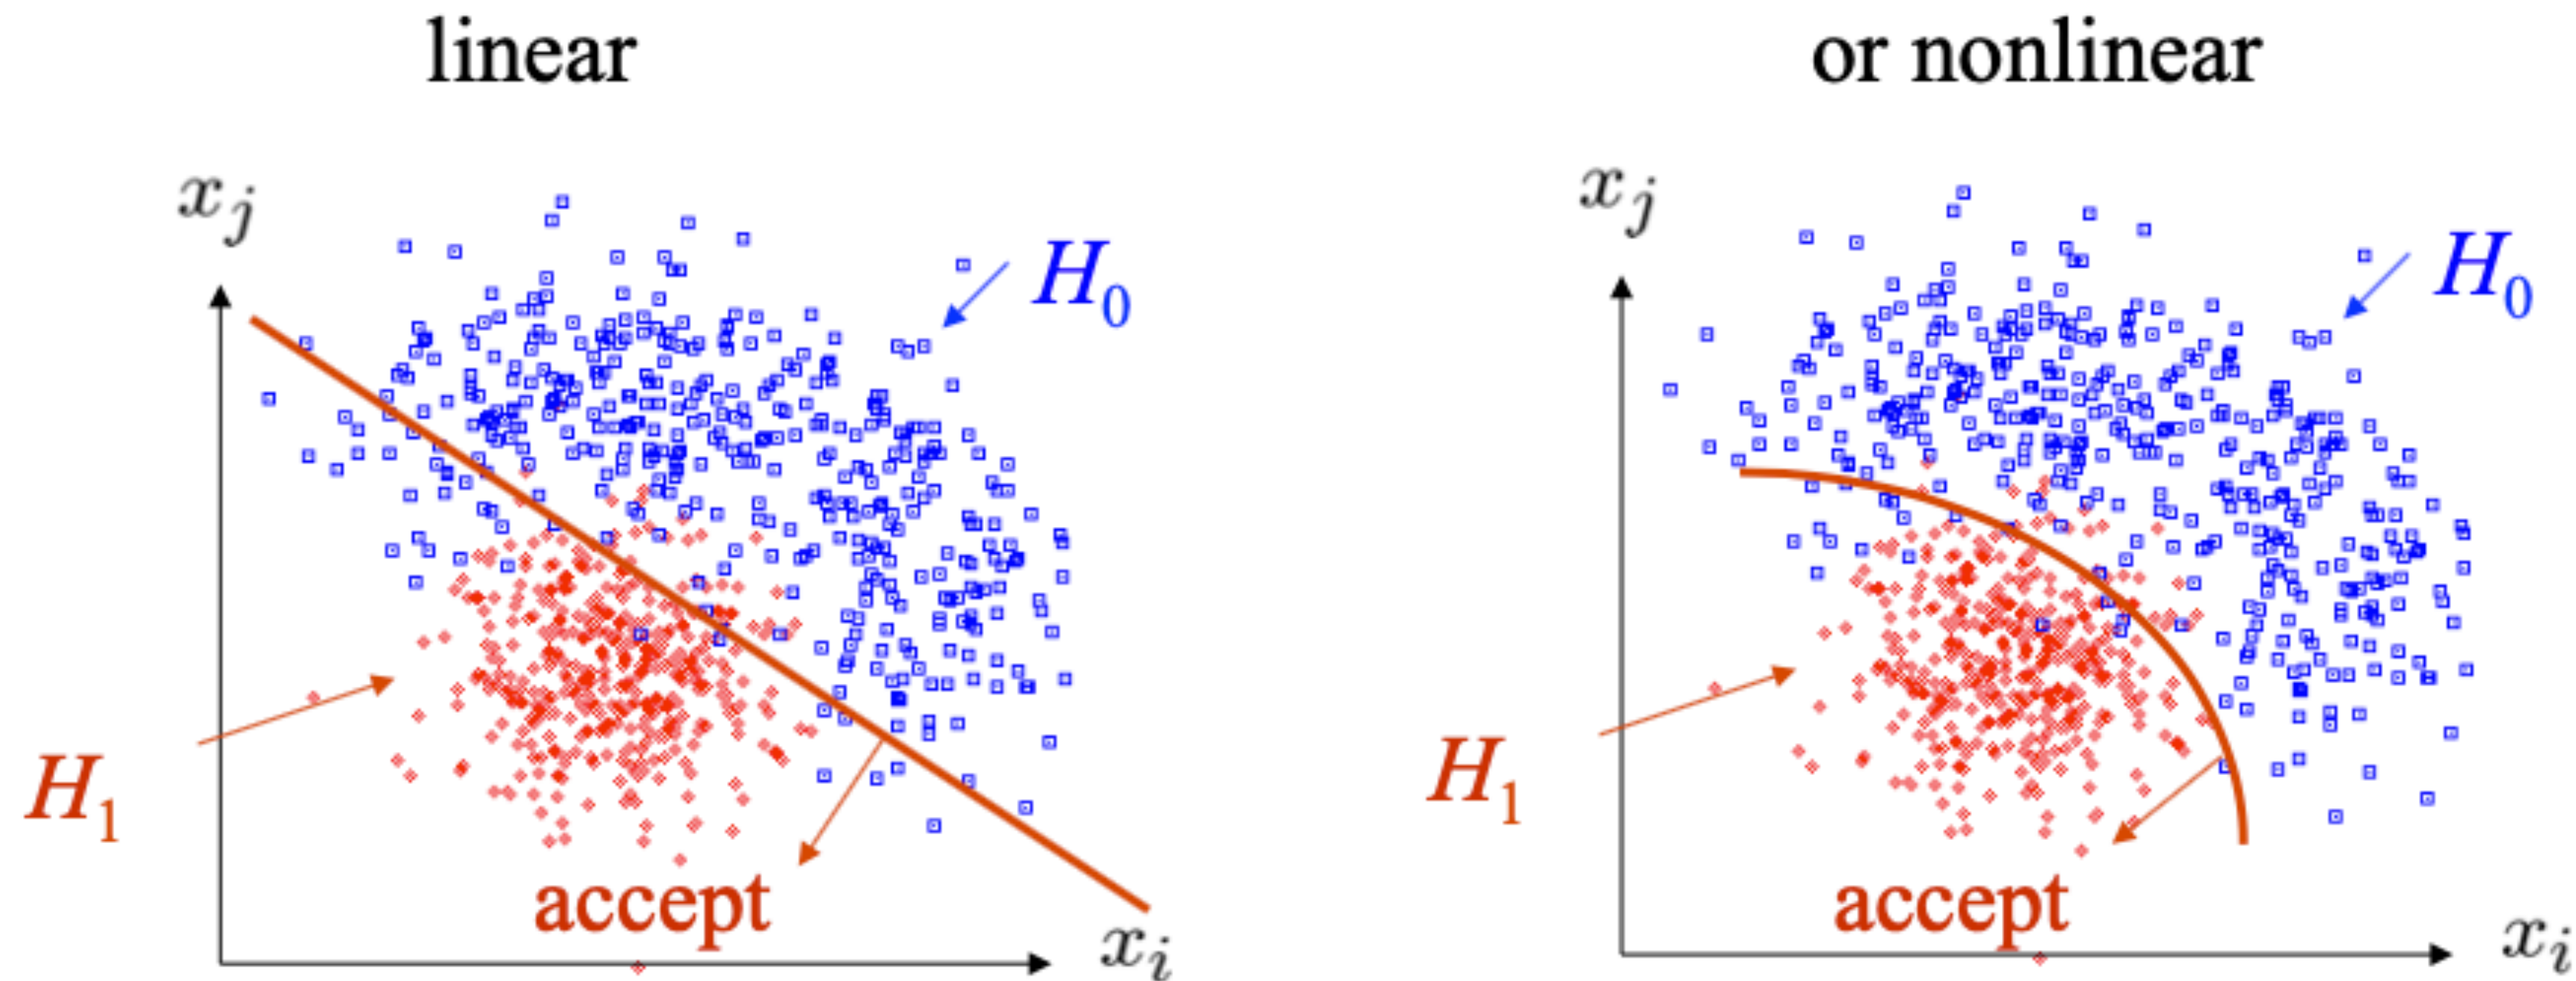 linear
x_j
H_0
H_1
accept
x_i
or nonlinear
x_j
H_0
H_1
accept
x_i